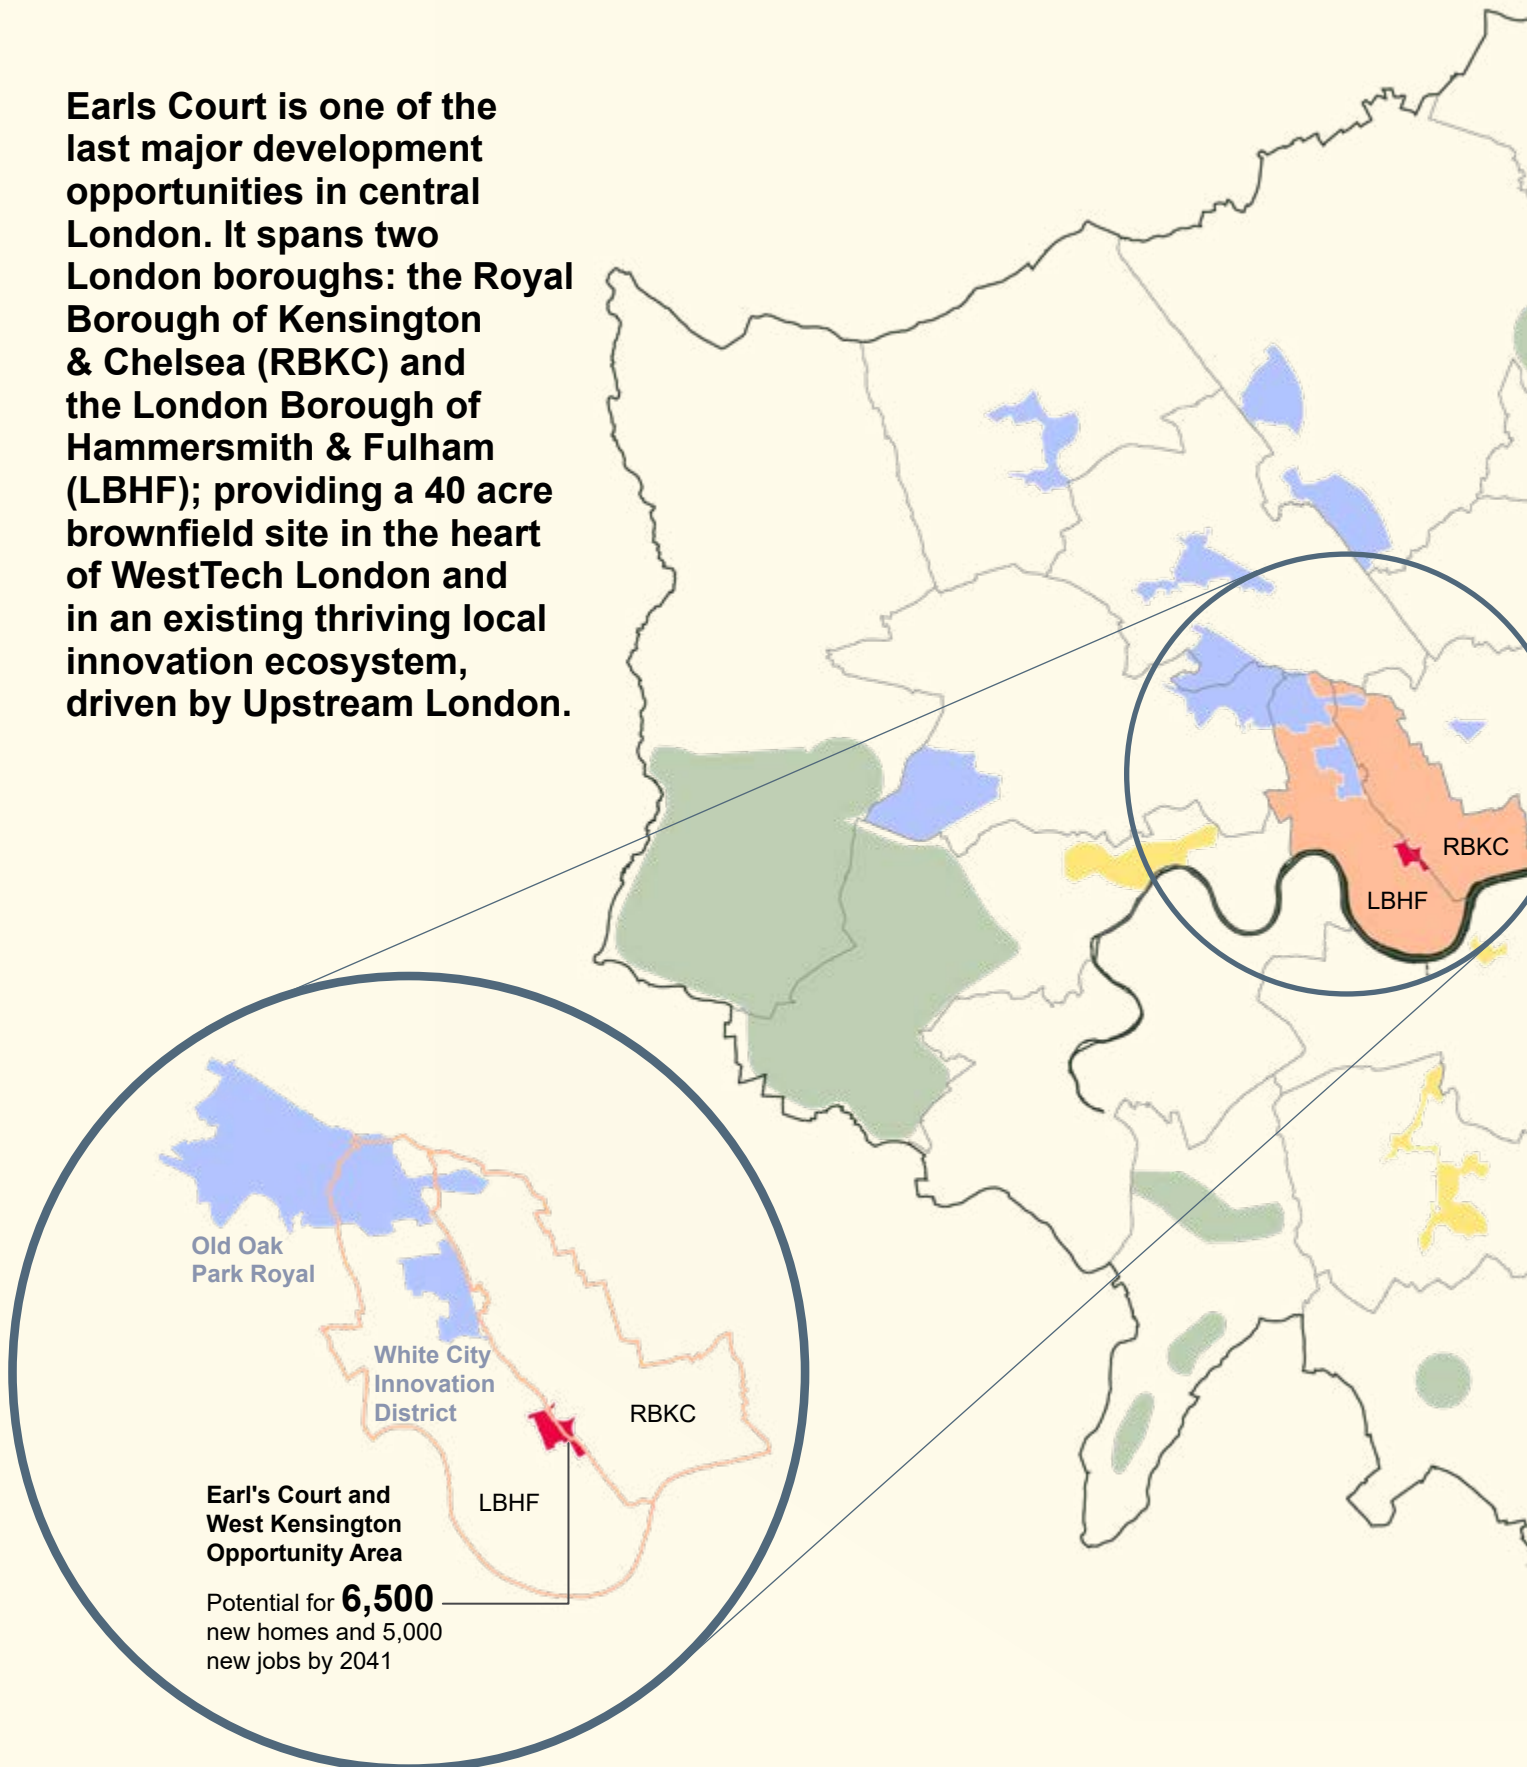 Earls Court is one of the
last major development
opportunities in central
London. It spans two
London boroughs: the Royal
Borough of Kensington
& Chelsea (RBKC) and
the London Borough of
Hammersmith & Fulham
(LBHF); providing a 40 acre
brownfield site in the heart
of WestTech London and
in an existing thriving local
innovation ecosystem,
driven by Upstream London.
RBKC
LBHF
Old Oak
Park Royal
White City
Innovation
District
RBKC
LBHF
Earl's Court and
West Kensington
Opportunity Area
Potential for 6,500
new homes and 5,000
new jobs by 2041